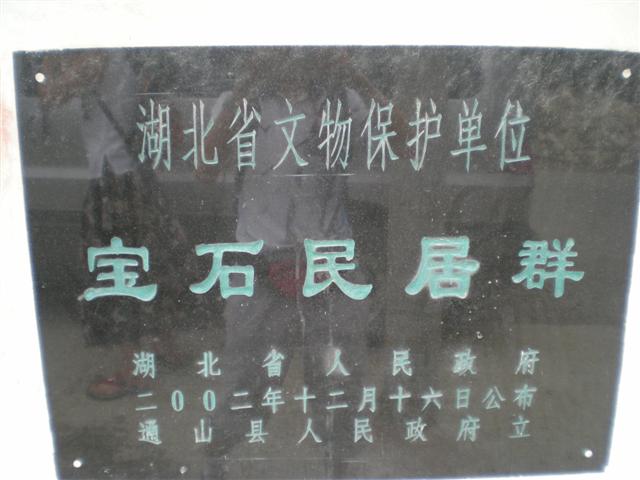 湖北省文物保护单位
宝石民居群
湖北省人民政府
二00二年十二月十六日公布
通山县人民政府立